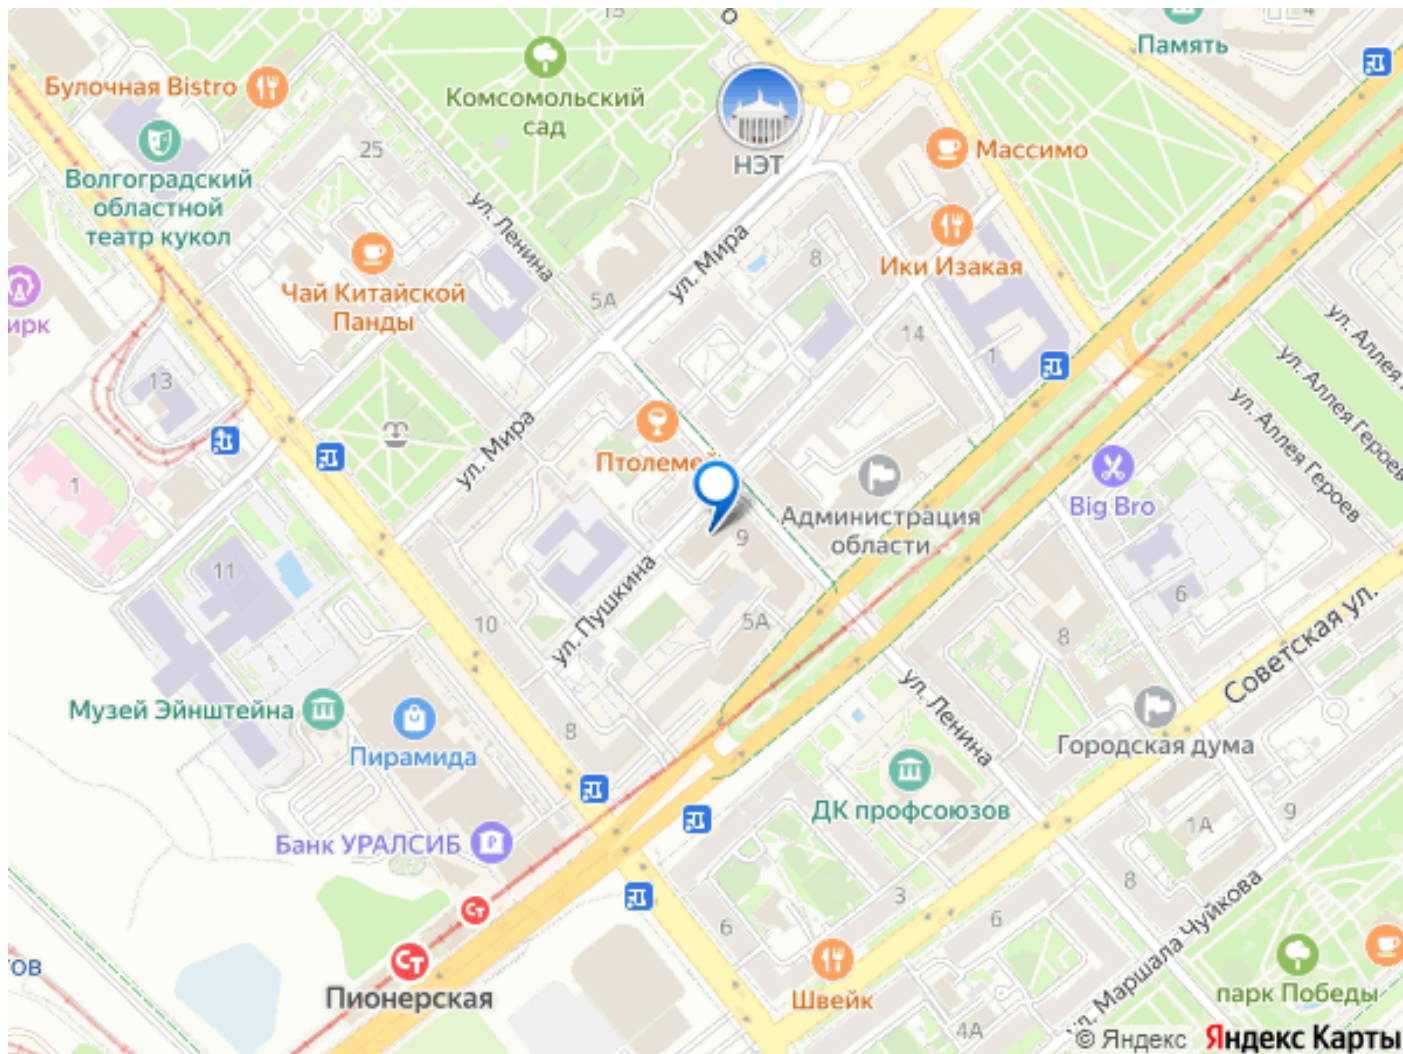 15
4
Память
Булочная Bistro
Комсомольский
сад
25
НЭТ
Массимо
Волгоградский
областной
театр кукол
ул. Ленина
ул. Мира
8
Ики Изакая
Чай Китайской
Панды
5А
ирк
14
1
ул. Аллея
ул. Аллея Героев
ул. Аллея Героев
13
ул. Мира
Птолемей
1
Big Bro
Администрация
области
9
11
ул. Пушкина
6
10
5А
8
Советская ул.
ул. Ленина
Музей Эйнштейна
Пирамида
8
Городская дума
ДК профсоюзов
Банк УРАЛСИБ
1А
9
8
3
6
6
ул. Маршала Чуйкова
Ст
Ст
Пионерская
ов
Швейк
парк Победы
4А
© Яндекс Яндекс Карты